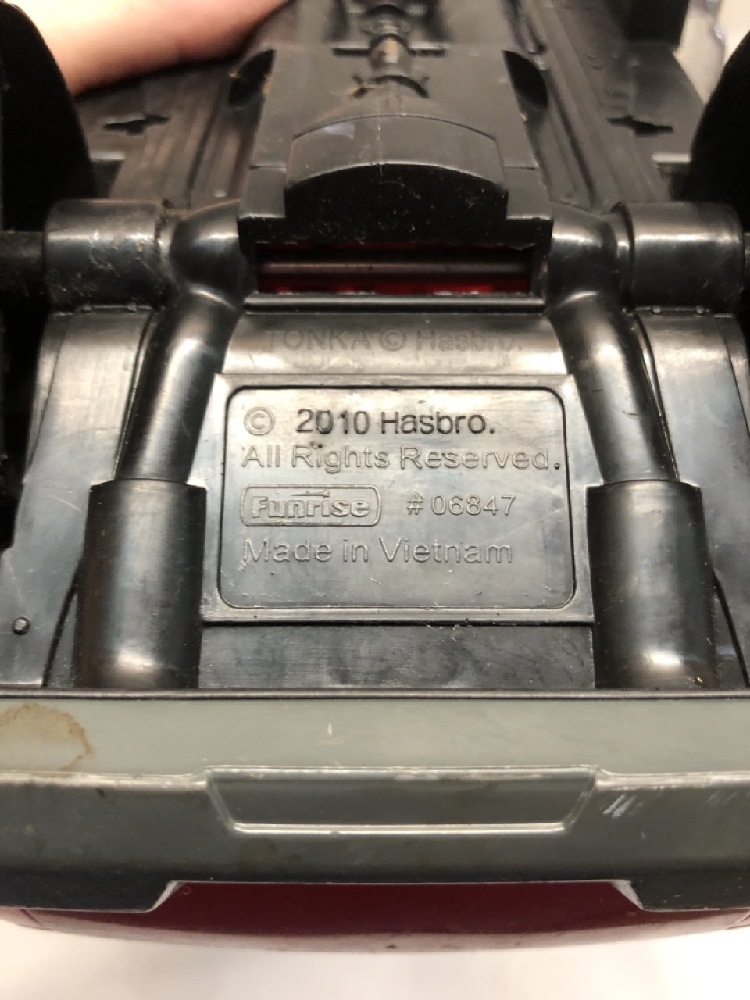 TONKA © Hasbro.
© 2010 Hasbro.
All Rights Reserved.
Funrise # 06847
Made in Vietnam